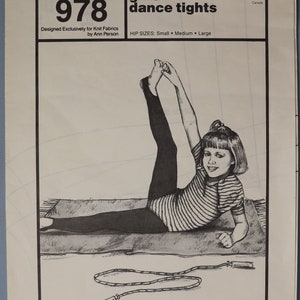 978
Designed Exclusively for Knit Fabrics
by Ann Person
dance tights
HIP SIZES: Small • Medium • Large